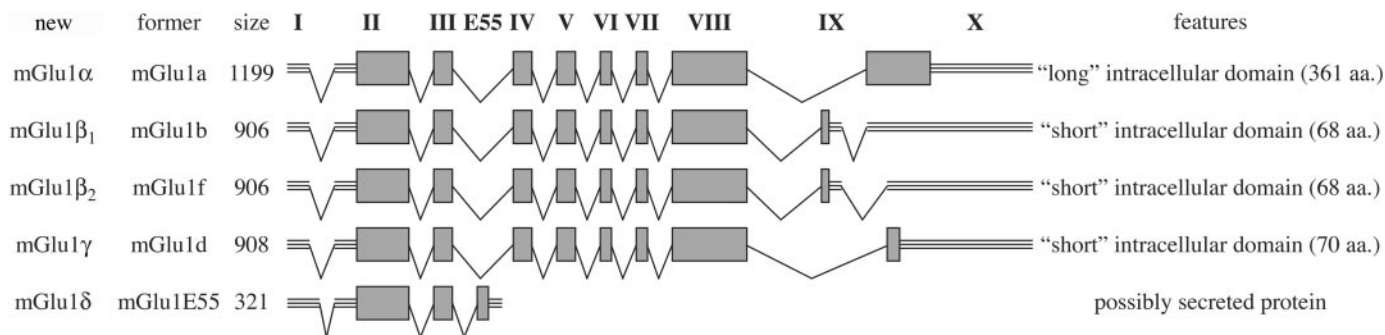 new former size I II III E55 IV V VI VII VIII IX X features
mGlu1α mGlu1a 1199 “long” intracellular domain (361 aa.)
mGlu1β₁ mGlu1b 906 “short” intracellular domain (68 aa.)
mGlu1β₂ mGlu1f 906 “short” intracellular domain (68 aa.)
mGlu1γ mGlu1d 908 “short” intracellular domain (70 aa.)
mGlu1δ mGlu1E55 321 possibly secreted protein